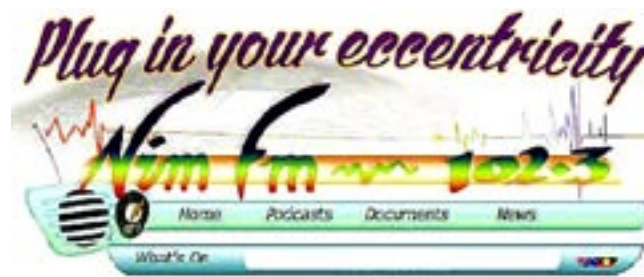 Plug in your eccentricity
Nim Fm 102.3
Home Podcasts Documents News
What's On